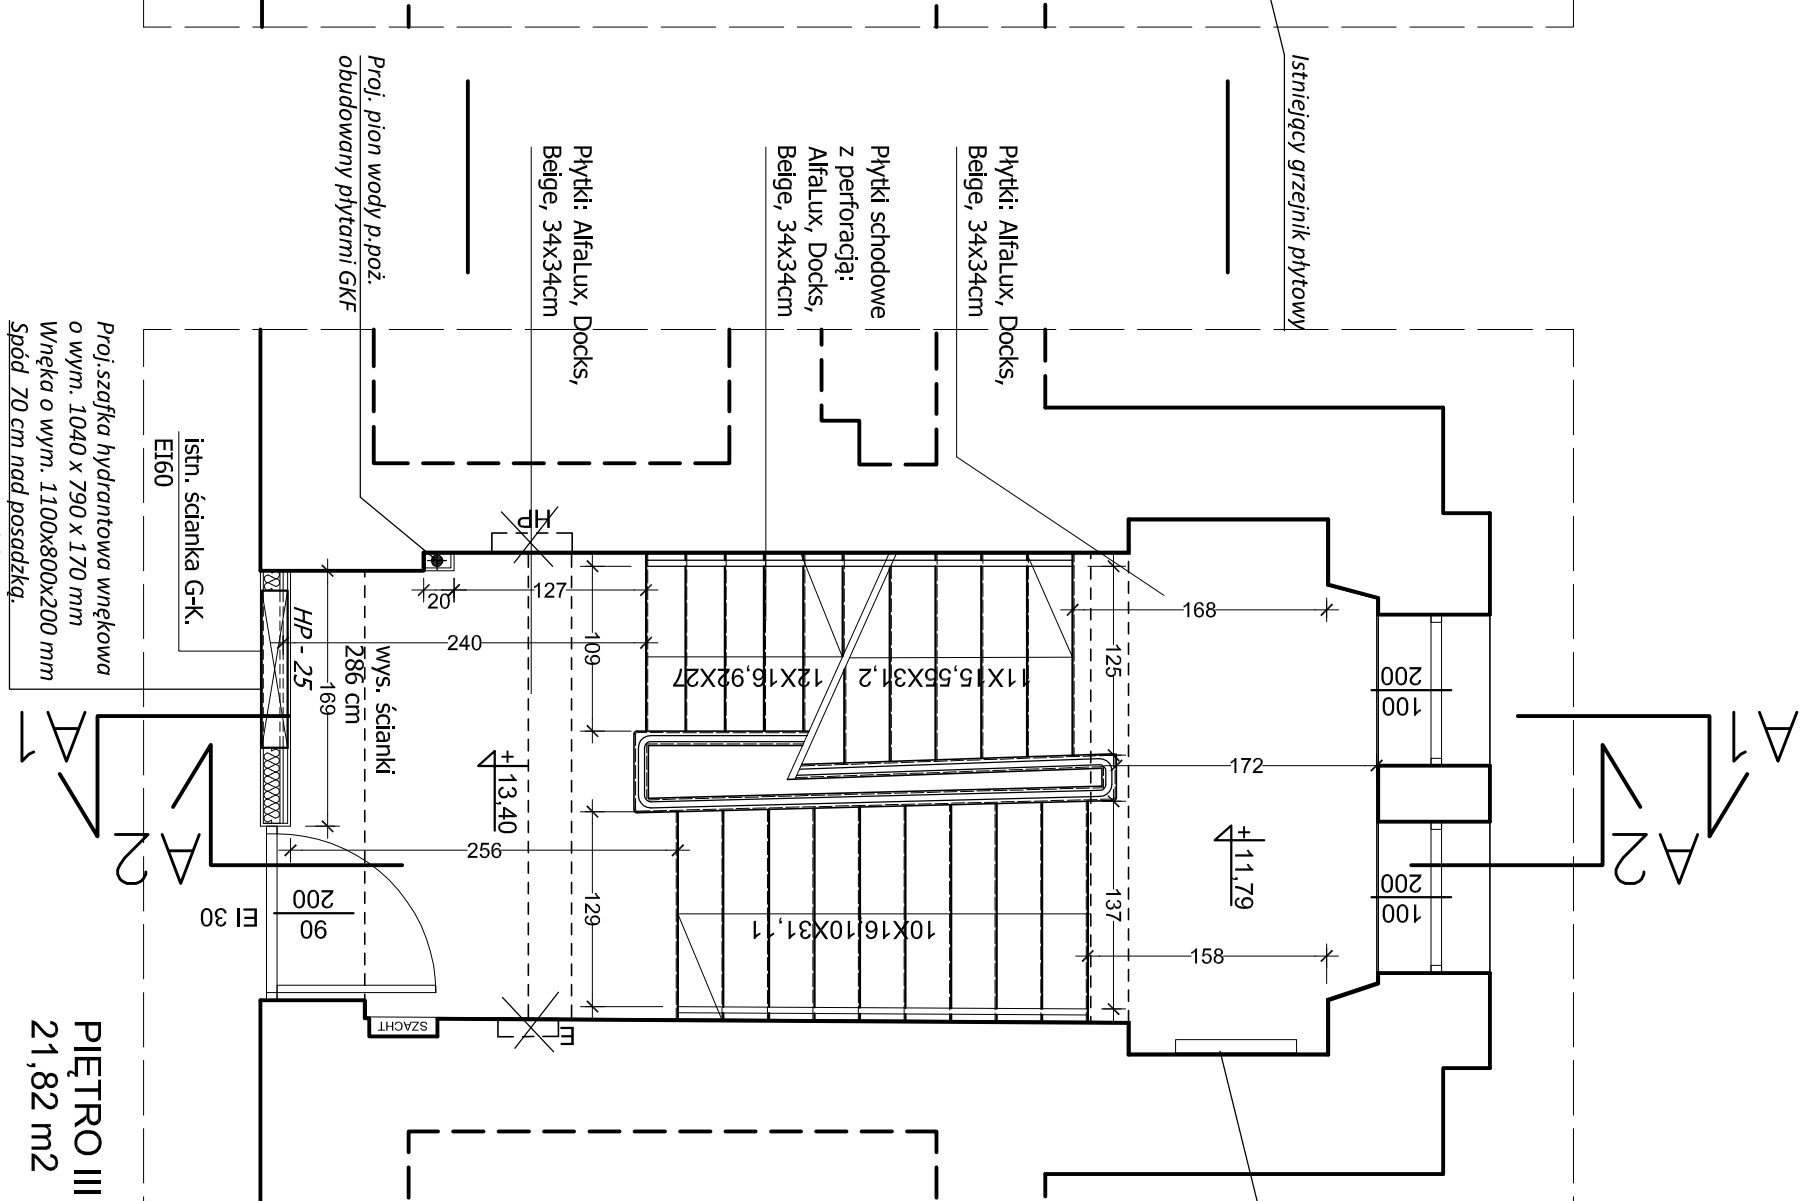 Istniejący grzejnik płytowy
Płytki: AlfaLux, Docks,
Beige, 34x34cm
Płytki schodowe
z perforacją:
AlfaLux, Docks,
Beige, 34x34cm
Płytki: AlfaLux, Docks,
Beige, 34x34cm
Proj. pion wody p.poż.
obudowany płytami GKF
istn. ścianka G-K.
EI60
Proj.szafka hydrantowa wnękowa
o wym. 1040 x 790 x 170 mm
Wnęka o wym. 1100x800x200 mm
Spód 70 cm nad posadzką.
HP
20
127
240
109
12X16,92X27
11X15,55X31,2
125
168
172
200
100
200
100
HP - 25
169
wys. ścianki
286 cm
+13,40
256
129
10X16,10X31,11
137
158
+11,79
A1
A2
A1
A2
EI 30
200
90
SZACHT
E
PIĘTRO III
21,82 m2